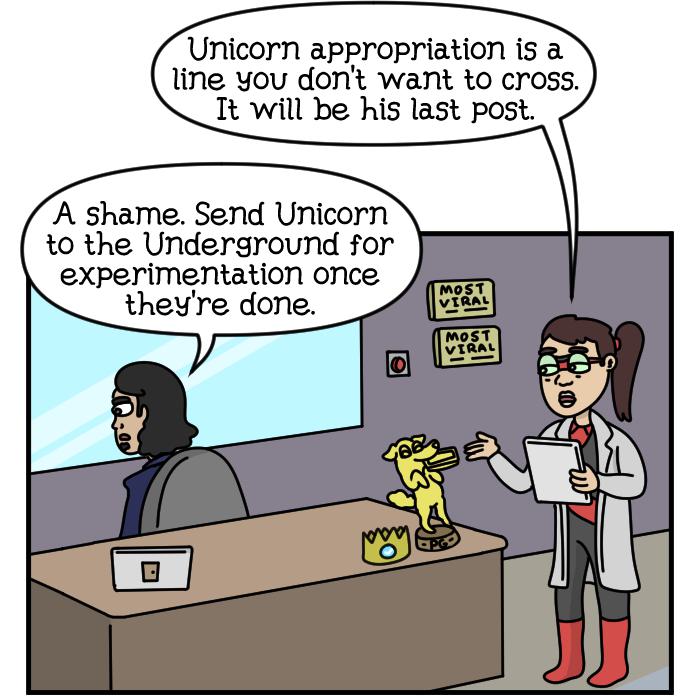 Unicorn appropriation is a
line you don't want to cross.
It will be his last post.
A shame. Send Unicorn
to the Underground for
experimentation once
they're done.
MOST
VIRAL
MOST
VIRAL
PG